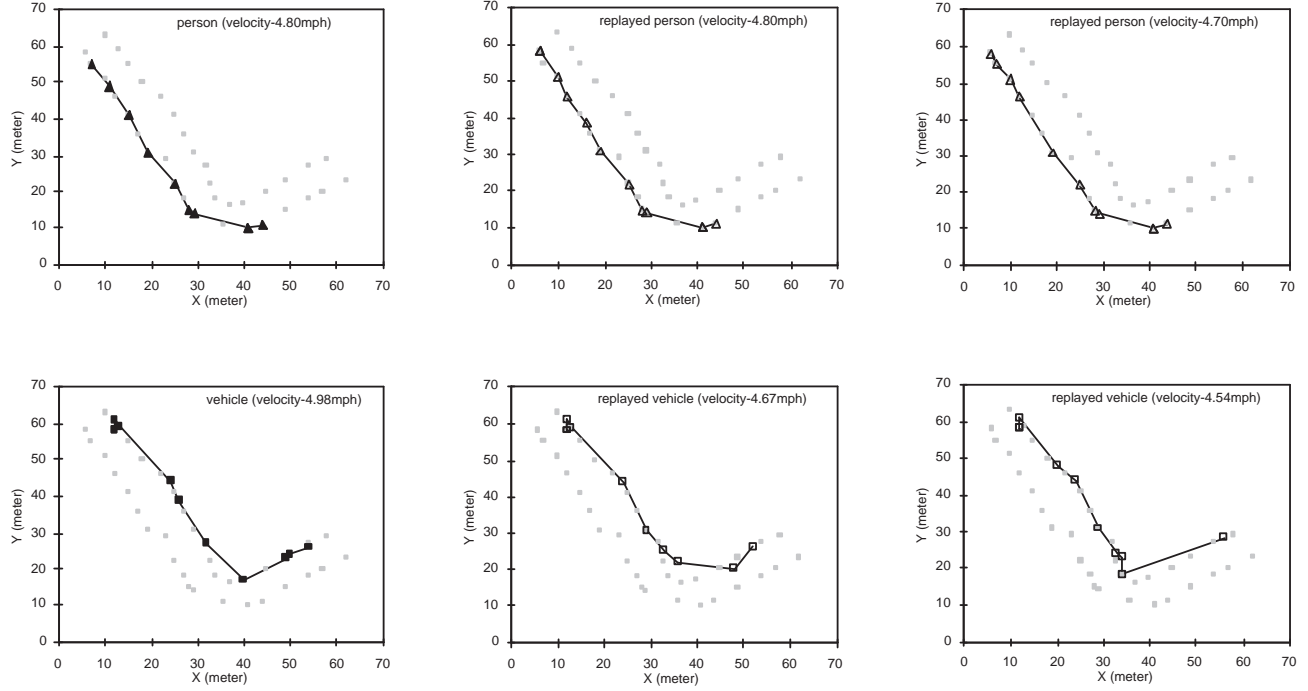 person (velocity-4.80mph)
70
60
50
40
30
20
10
0
Y (meter)
0 10 20 30 40 50 60 70
X (meter)
replayed person (velocity-4.80mph)
70
60
50
40
30
20
10
0
Y (meter)
0 10 20 30 40 50 60 70
X (meter)
replayed person (velocity-4.70mph)
70
60
50
40
30
20
10
0
Y (meter)
0 10 20 30 40 50 60 70
X (meter)
vehicle (velocity-4.98mph)
70
60
50
40
30
20
10
0
Y (meter)
0 10 20 30 40 50 60 70
X (meter)
replayed vehicle (velocity-4.67mph)
70
60
50
40
30
20
10
0
Y (meter)
0 10 20 30 40 50 60 70
X (meter)
replayed vehicle (velocity-4.54mph)
70
60
50
40
30
20
10
0
Y (meter)
0 10 20 30 40 50 60 70
X (meter)